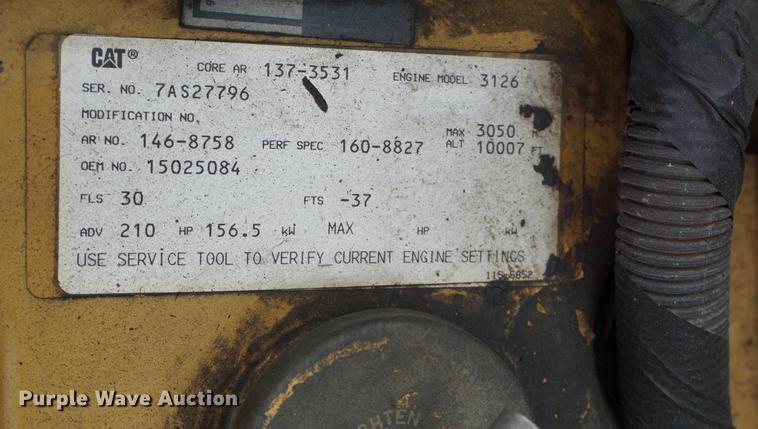 CAT® CORE AR 137-3531 ENGINE MODEL 3126
SER. NO. 7AS27796
MODIFICATION NO.
AR NO. 146-8758 PERF SPEC 160-8827 MAX ALT 3050 M 10007 FT
OEM NO. 15025084
FLS 30 FTS -37
ADV 210 HP 156.5 kW MAX HP kW
USE SERVICE TOOL TO VERIFY CURRENT ENGINE SETTINGS
Purple Wave Auction